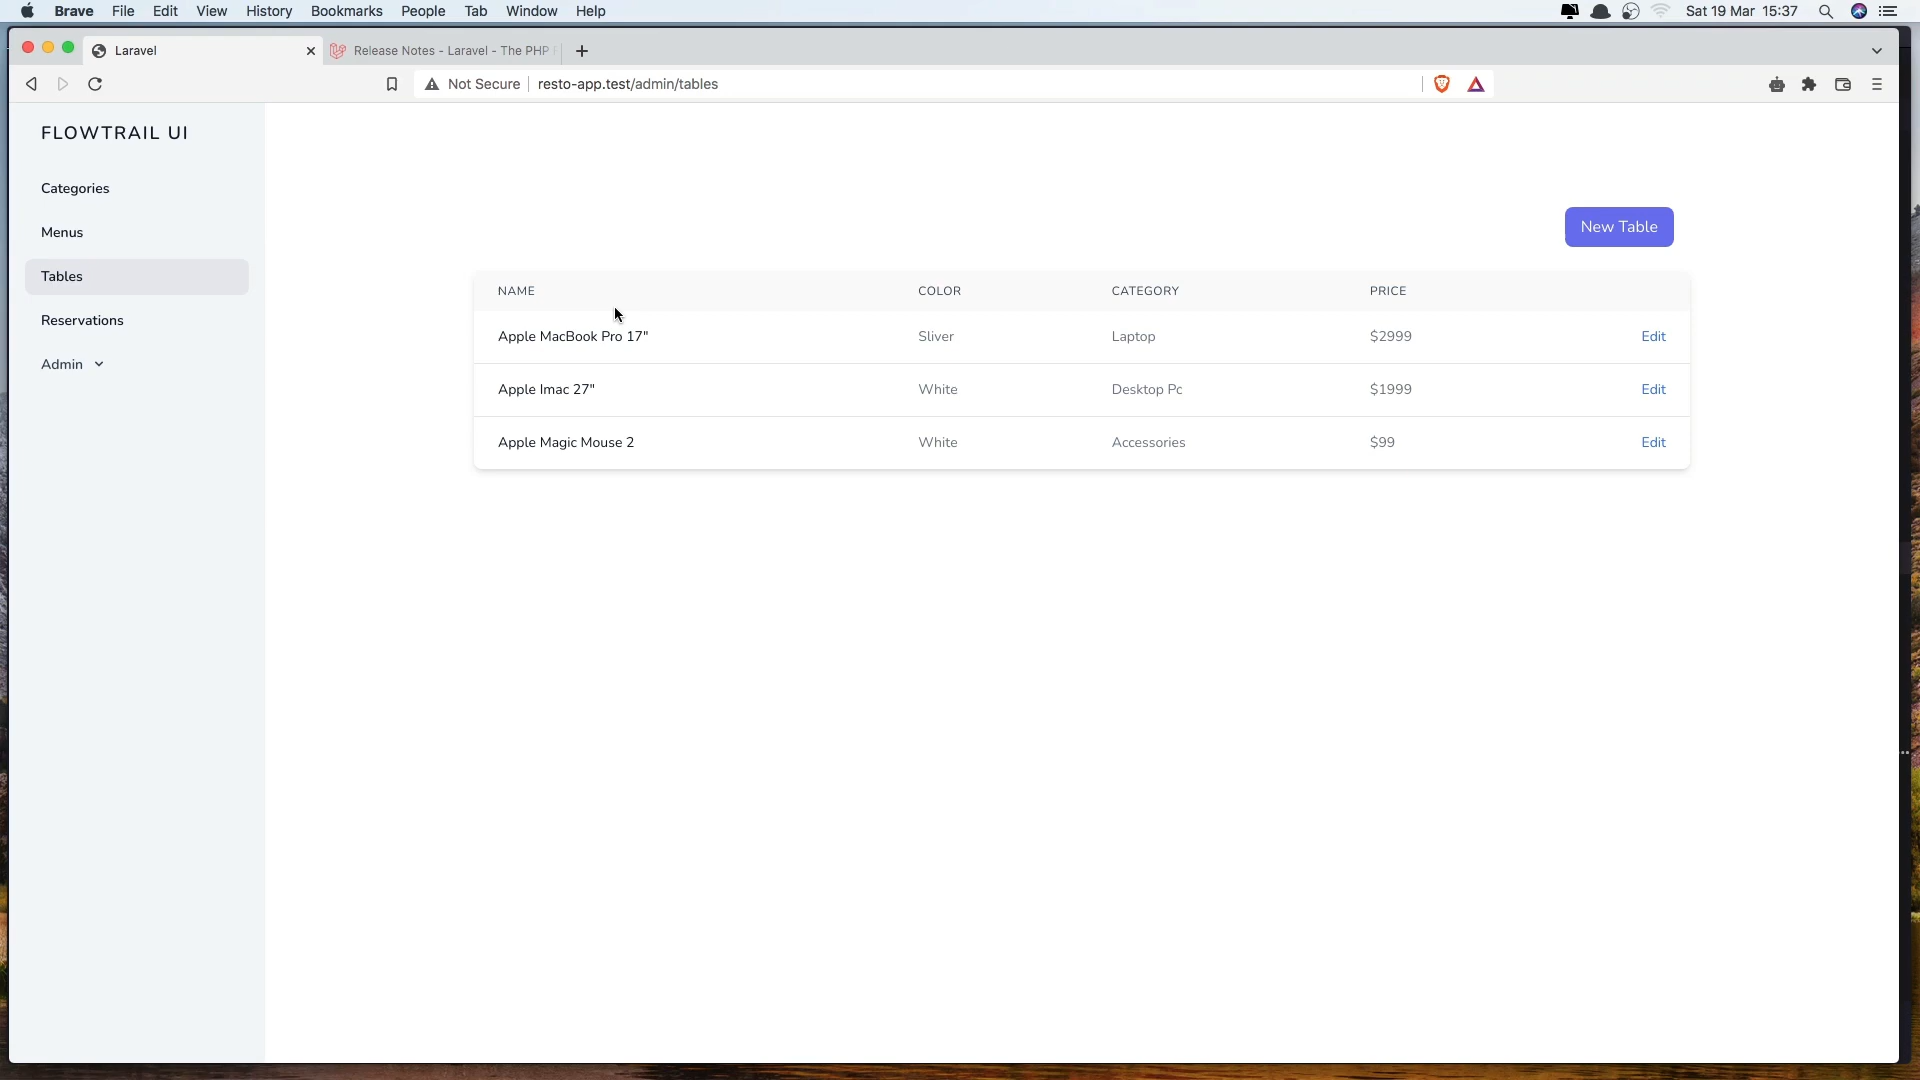 Brave File Edit View History Bookmarks People Tab Window Help Sat 19 Mar 15:37
Laravel Release Notes - Laravel - The PHP
Not Secure resto-app.test/admin/tables
FLOWTRAIL UI
Categories
Menus
Tables
Reservations
Admin
New Table
NAME COLOR CATEGORY PRICE
Apple MacBook Pro 17" Sliver Laptop $2999 Edit
Apple Imac 27" White Desktop Pc $1999 Edit
Apple Magic Mouse 2 White Accessories $99 Edit